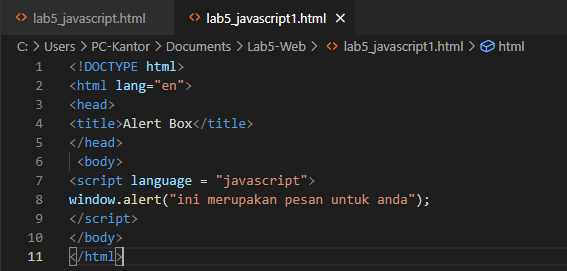 lab5_javascript.html lab5_javascript1.html ×
C: > Users > PC-Kantor > Documents > Lab5-Web > lab5_javascript1.html > html
1 <!DOCTYPE html>
2 <html lang="en">
3 <head>
4 <title>Alert Box</title>
5 </head>
6 <body>
7 <script language = "javascript">
8 window.alert("ini merupakan pesan untuk anda");
9 </script>
10 </body>
11 </html>